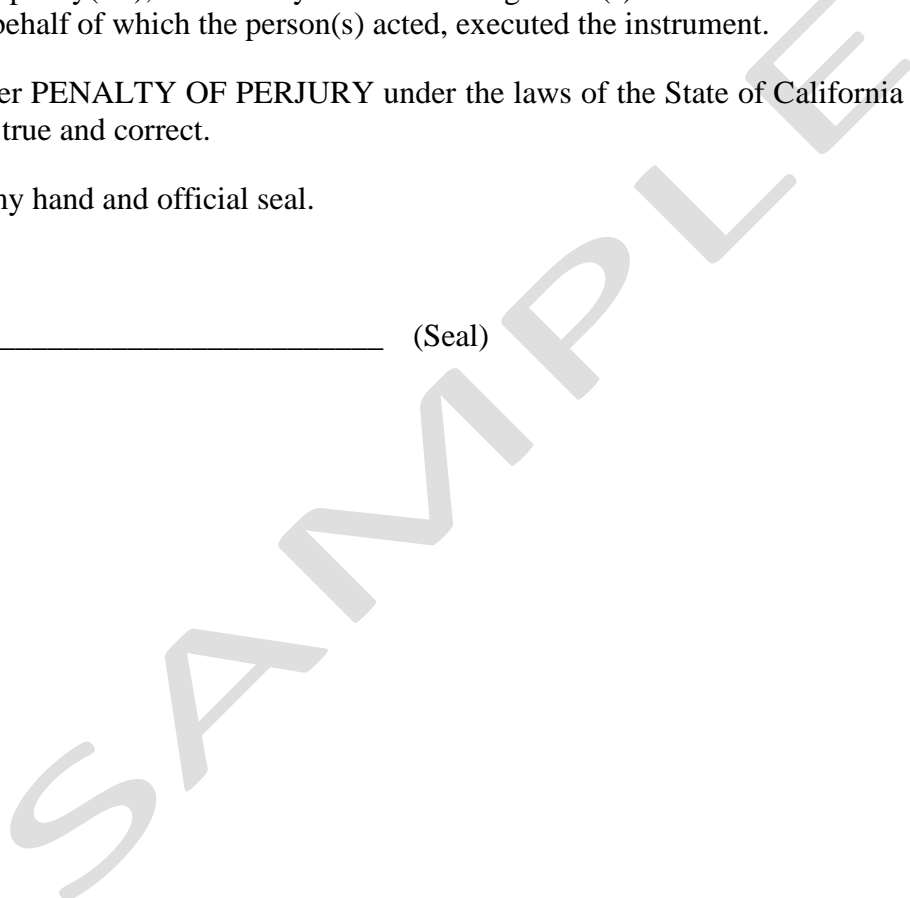 behalf of which the person(s) acted, executed the instrument.
er PENALTY OF PERJURY under the laws of the State of California
true and correct.
hand and official seal.
(Seal)
SAMPLE